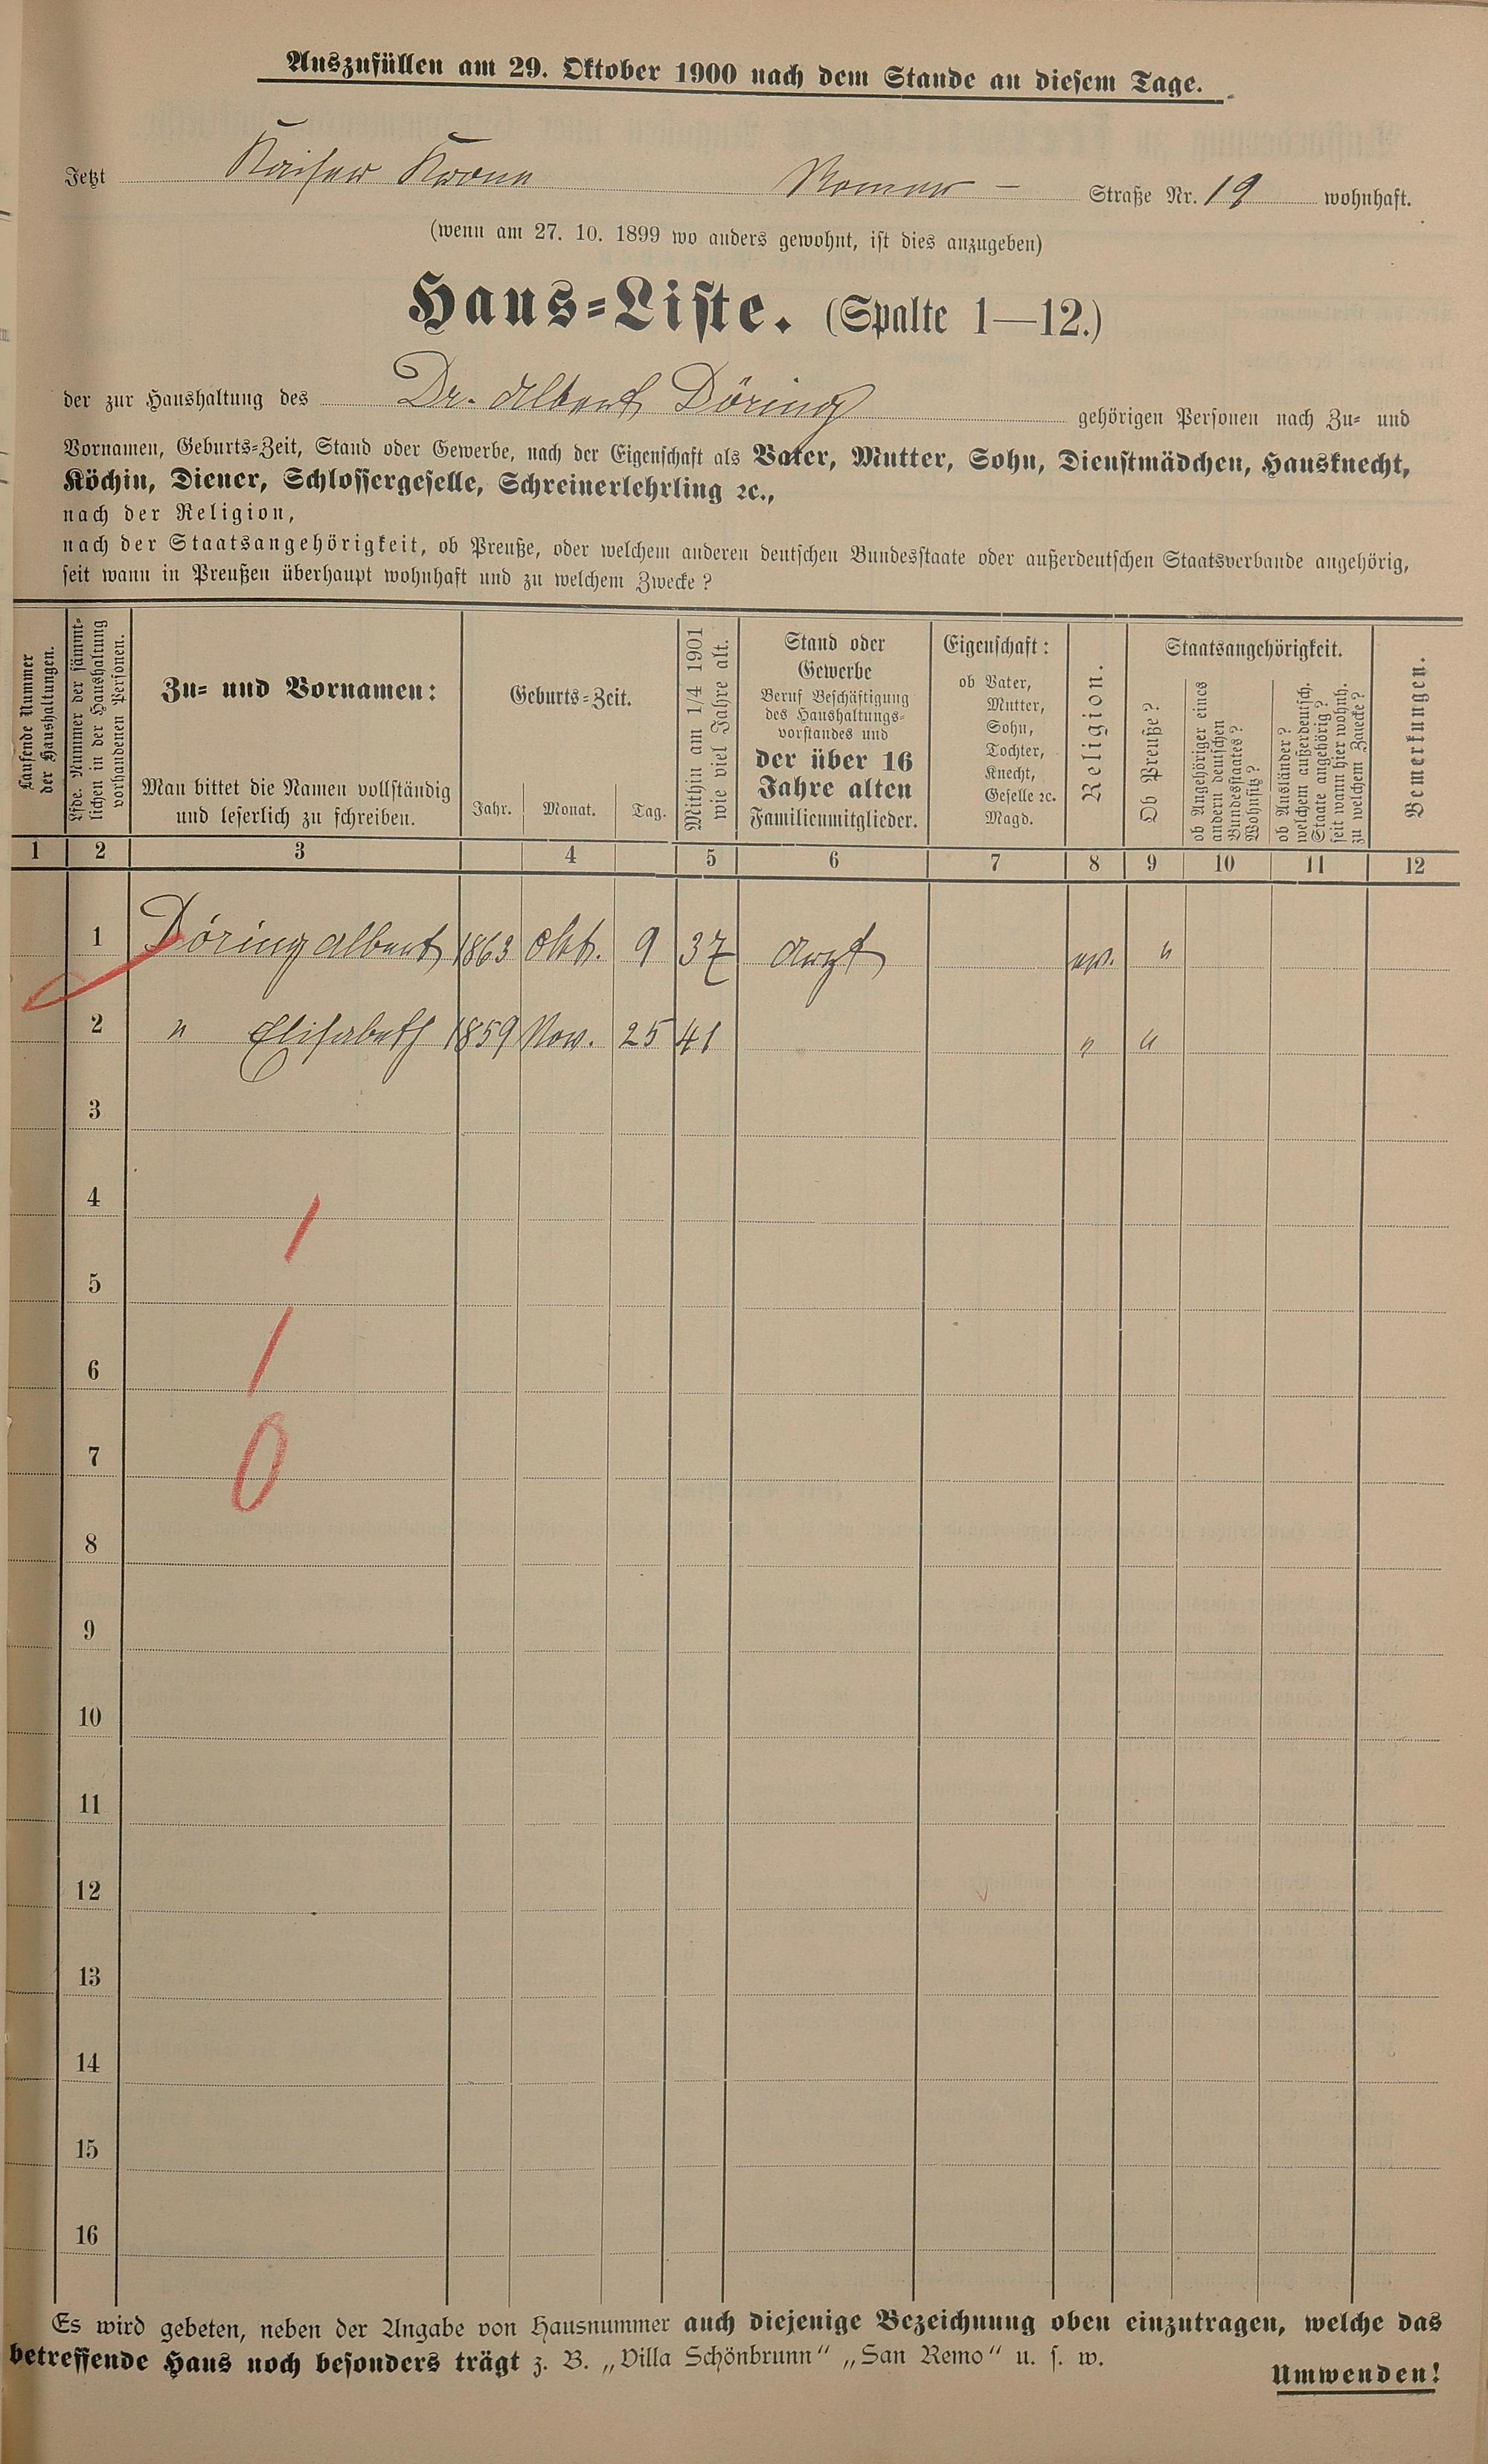 Auszufüllen am 29. Oktober 1900 nach dem Stande an diesem Tage.
Jetzt Kaiser Krone Römer - Straße Nr. 19 wohnhaft.
(wenn am 27. 10. 1899 wo anders gewohnt, ist dies anzugeben)
Haus-Liste. (Spalte 1—12.)
der zur Haushaltung des Dr. Albert Döring gehörigen Personen nach Zu- und
Vornamen, Geburts-Zeit, Stand oder Gewerbe, nach der Eigenschaft als Vater, Mutter, Sohn, Dienstmädchen, Hausknecht,
Köchin, Diener, Schlossergeselle, Schreinerlehrling ꝛc.,
nach der Religion,
nach der Staatsangehörigkeit, ob Preuße, oder welchem anderen deutschen Bundesstaate oder außerdeutschen Staatsverbande angehörig,
seit wann in Preußen überhaupt wohnhaft und zu welchem Zwecke?
Laufende Nummer
der Haushaltungen.
Lfde. Nummer der sämmt-
lichen in der Haushaltung
vorhandenen Personen.
Zu- und Vornamen:
Man bittet die Namen vollständig
und leserlich zu schreiben.
Geburts-Zeit.
Jahr. Monat. Tag.
Mithin am 1/4 1901
wie viel Jahre alt.
Stand oder
Gewerbe
Beruf Beschäftigung
des Haushaltungs-
vorstandes und
der über 16
Jahre alten
Familienmitglieder.
Eigenschaft:
ob Vater,
Mutter,
Sohn,
Tochter,
Knecht,
Geselle ꝛc.
Magd.
Religion.
Staatsangehörigkeit.
Ob Preuße?
ob Angehöriger eines
andern deutschen
Bundesstaates?
Wohnsitz?
ob Ausländer?
welchem außerdeutsch.
Staate angehörig?
seit wann hier wohnh.
zu welchem Zwecke?
Bemerkungen.
1 2 3 4 5 6 7 8 9 10 11 12
1 Döring Albert 1863 Okt. 9 37 Arzt ev. "
2 " Elisabeth 1859 Nov. 25 41 " "
3
4
1
5
6
1
7
0
8
9
10
11
12
13
14
15
16
Es wird gebeten, neben der Angabe von Hausnummer auch diejenige Bezeichnung oben einzutragen, welche das
betreffende Haus noch besonders trägt z. B. „Villa Schönbrunn“ „San Remo“ u. s. w.
Umwenden!